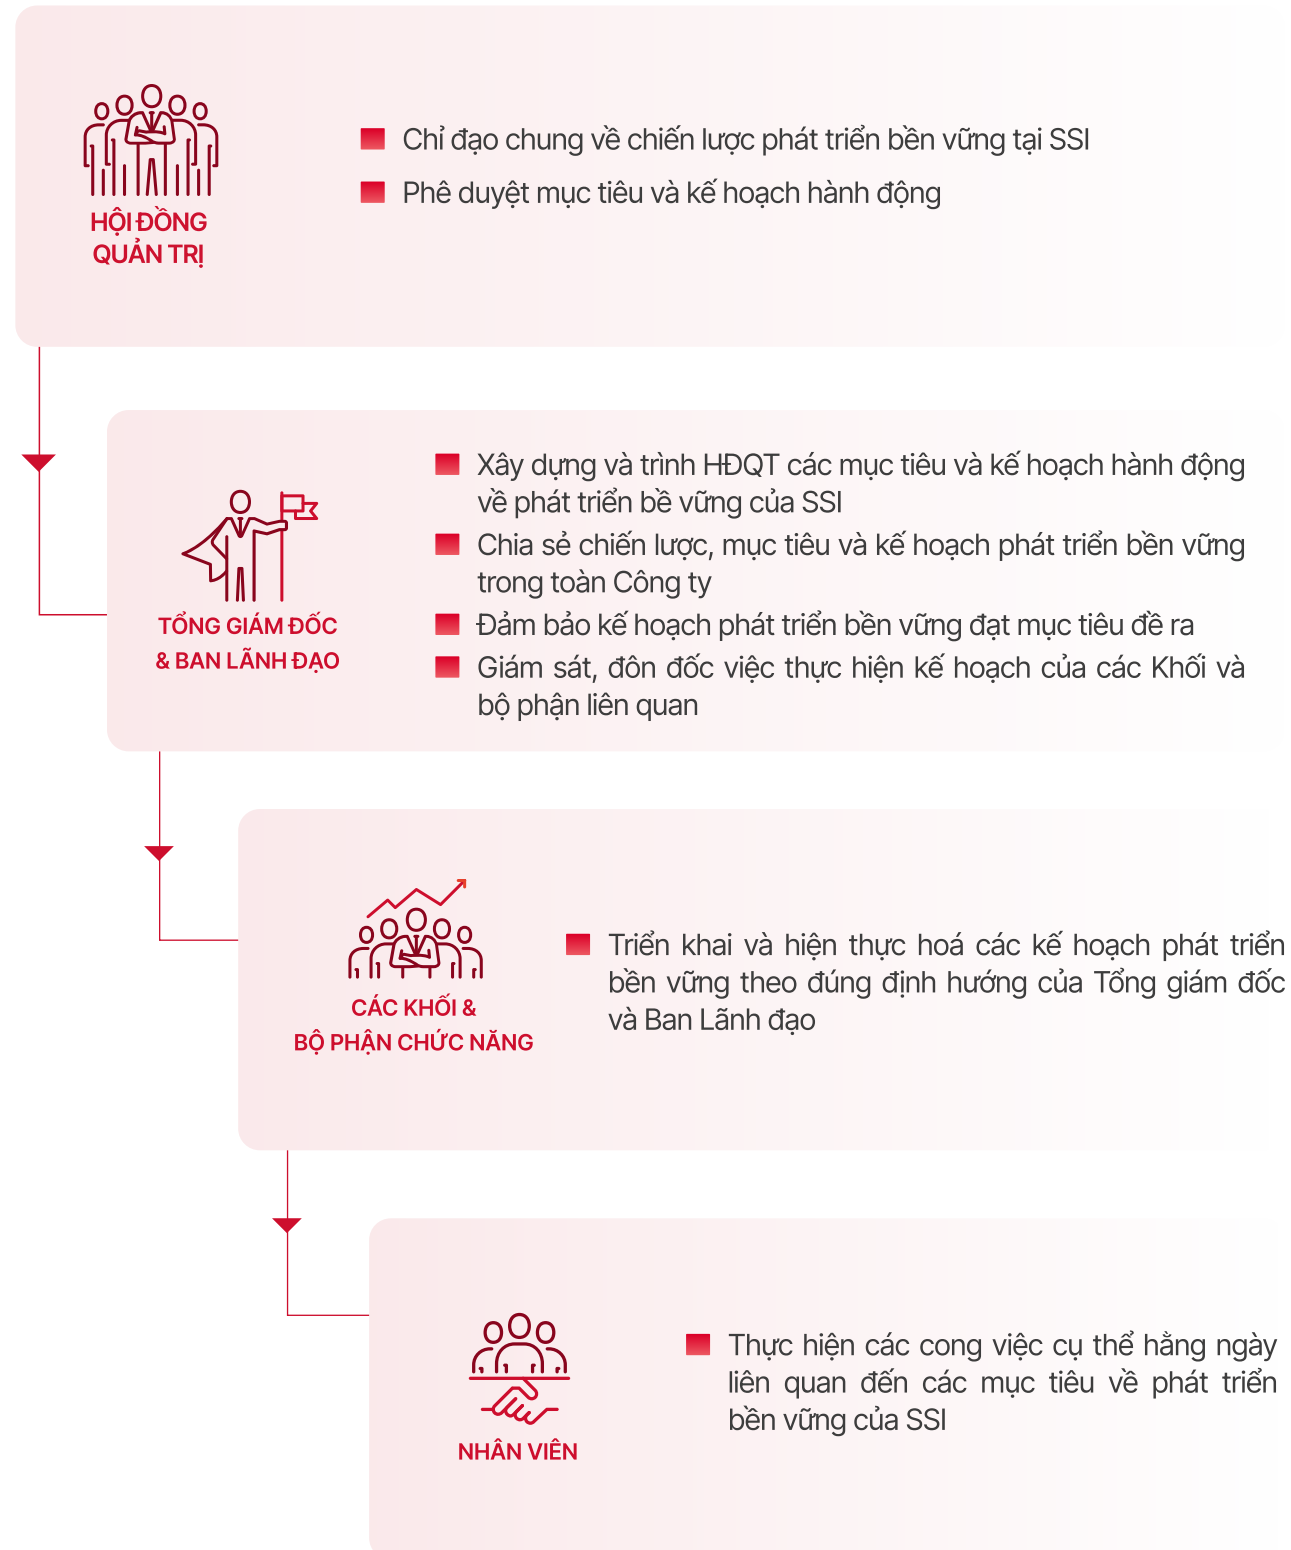 HỘI ĐỒNG
QUẢN TRỊ
Chỉ đạo chung về chiến lược phát triển bền vững tại SSI
Phê duyệt mục tiêu và kế hoạch hành động
TỔNG GIÁM ĐỐC
& BAN LÃNH ĐẠO
Xây dựng và trình HĐQT các mục tiêu và kế hoạch hành động
về phát triển bề vững của SSI
Chia sẻ chiến lược, mục tiêu và kế hoạch phát triển bền vững
trong toàn Công ty
Đảm bảo kế hoạch phát triển bền vững đạt mục tiêu đề ra
Giám sát, đôn đốc việc thực hiện kế hoạch của các Khối và
bộ phận liên quan
CÁC KHỐI &
BỘ PHẬN CHỨC NĂNG
Triển khai và hiện thực hoá các kế hoạch phát triển
bền vững theo đúng định hướng của Tổng giám đốc
và Ban Lãnh đạo
NHÂN VIÊN
Thực hiện các cong việc cụ thể hằng ngày
liên quan đến các mục tiêu về phát triển
bền vững của SSI